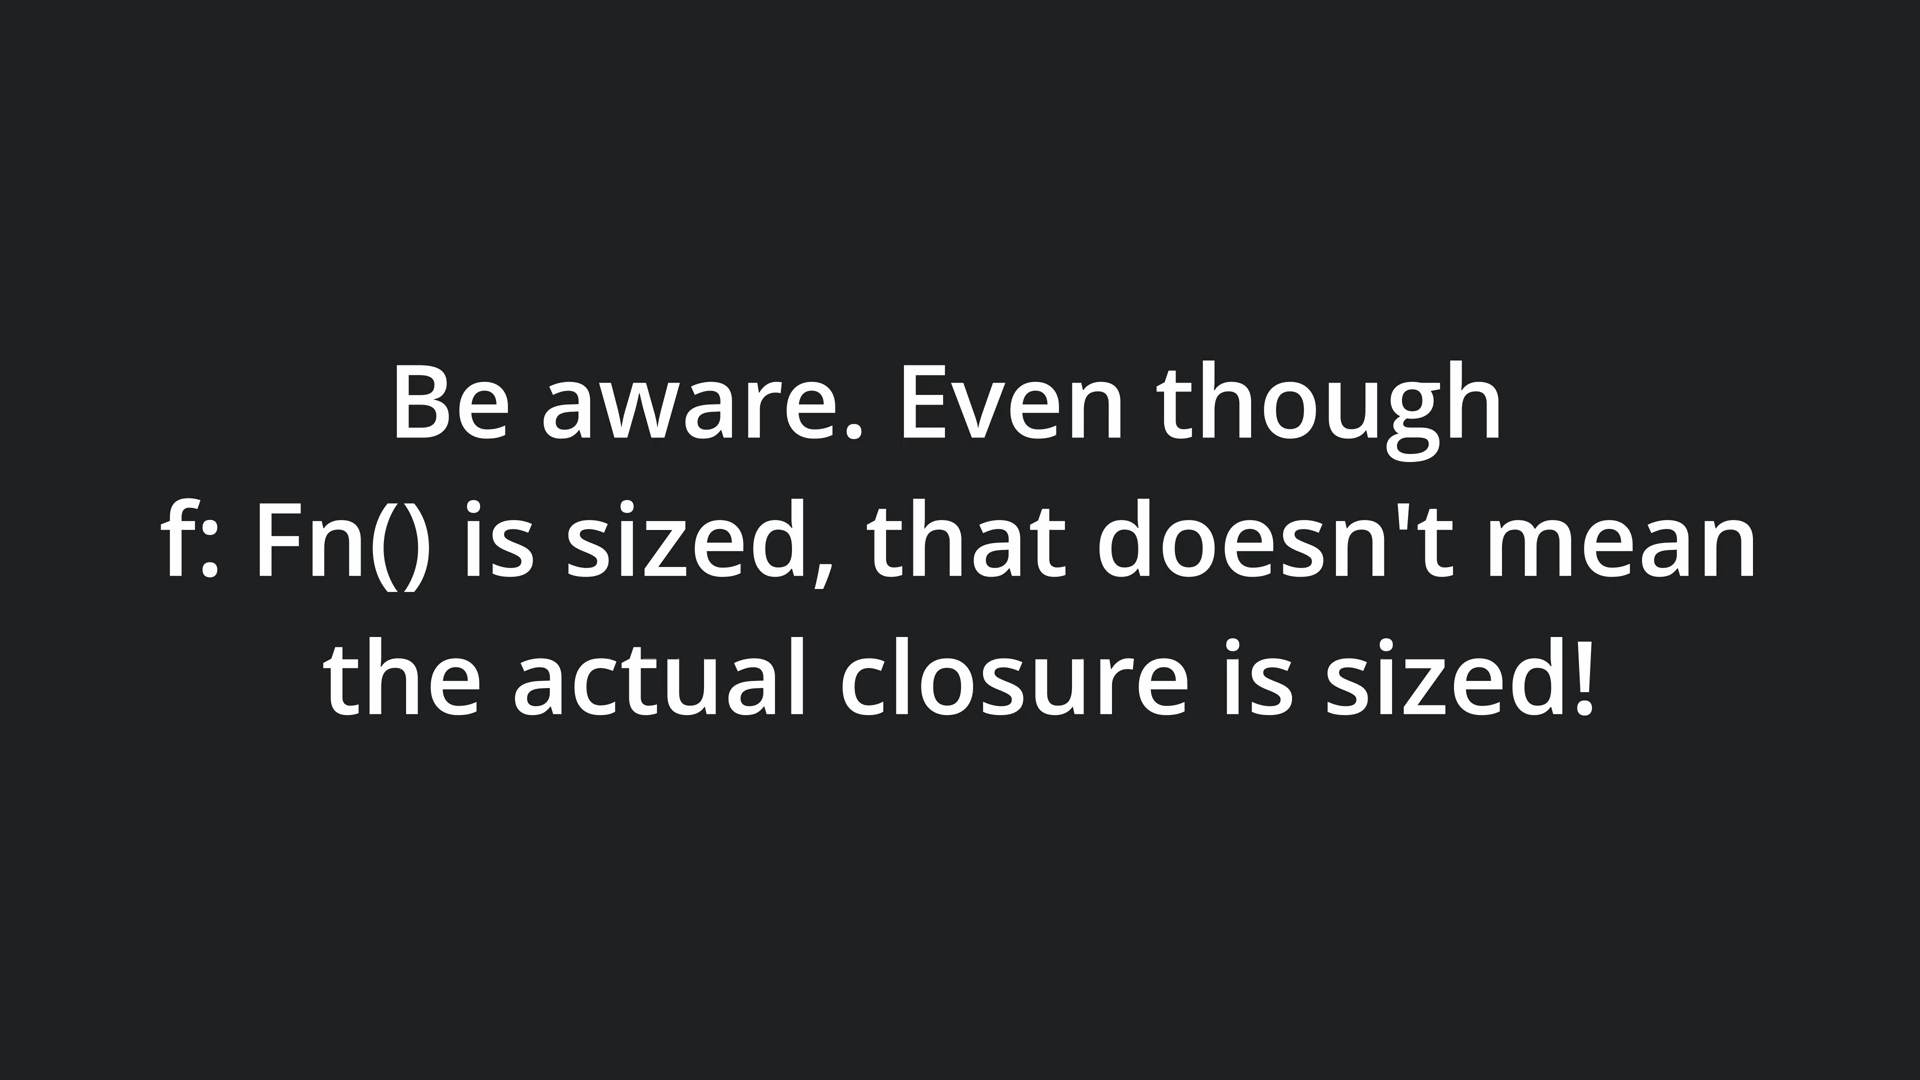 Be aware. Even though
f: Fn() is sized, that doesn't mean
the actual closure is sized!